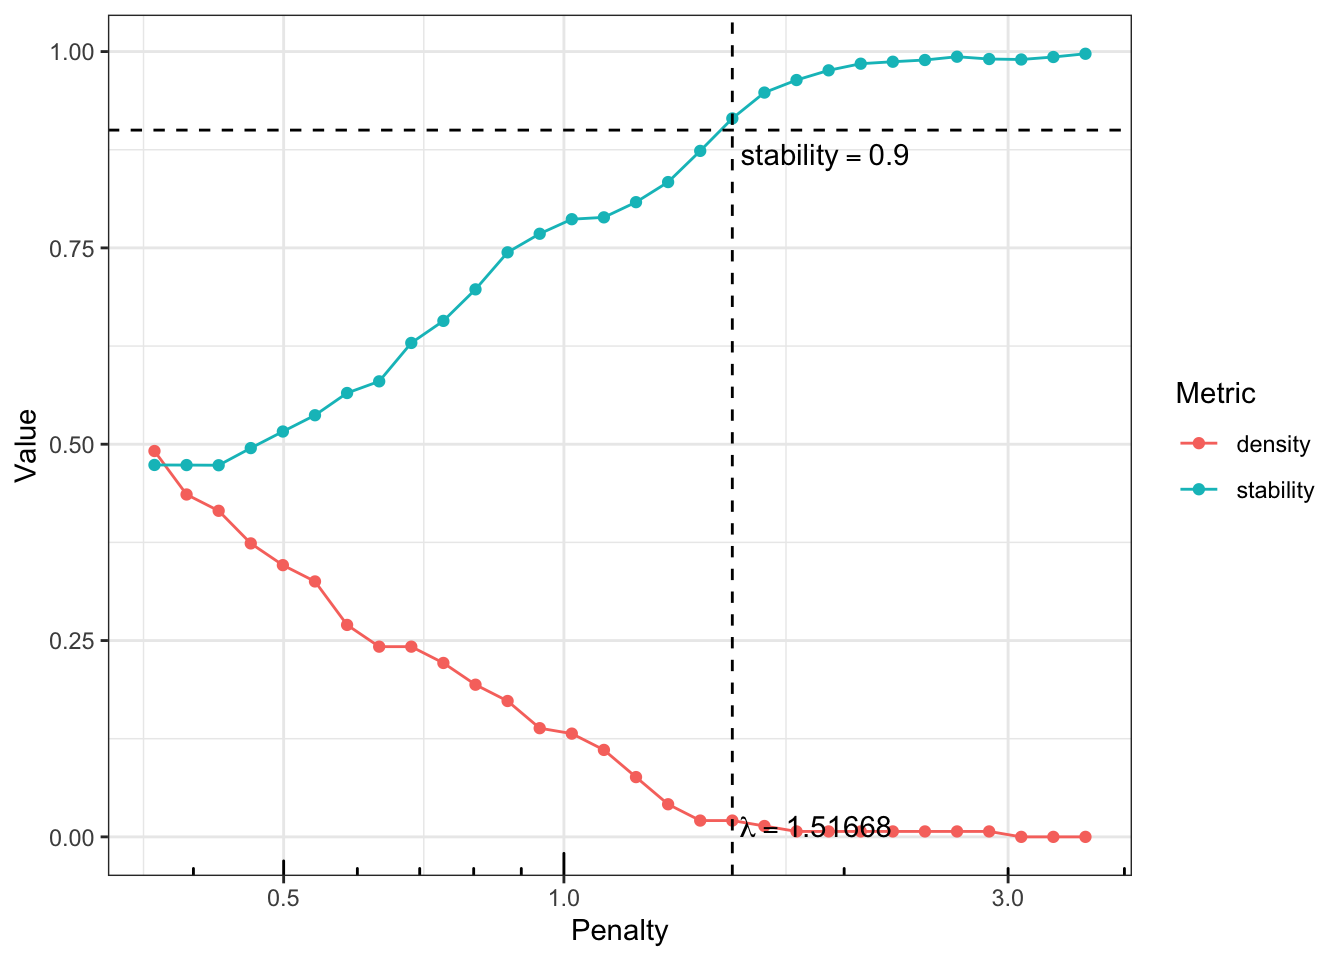 1.00
0.75
0.50
0.25
0.00
Value
stability = 0.9
λ = 1.51668
0.5
1.0
3.0
Penalty
Metric
density
stability